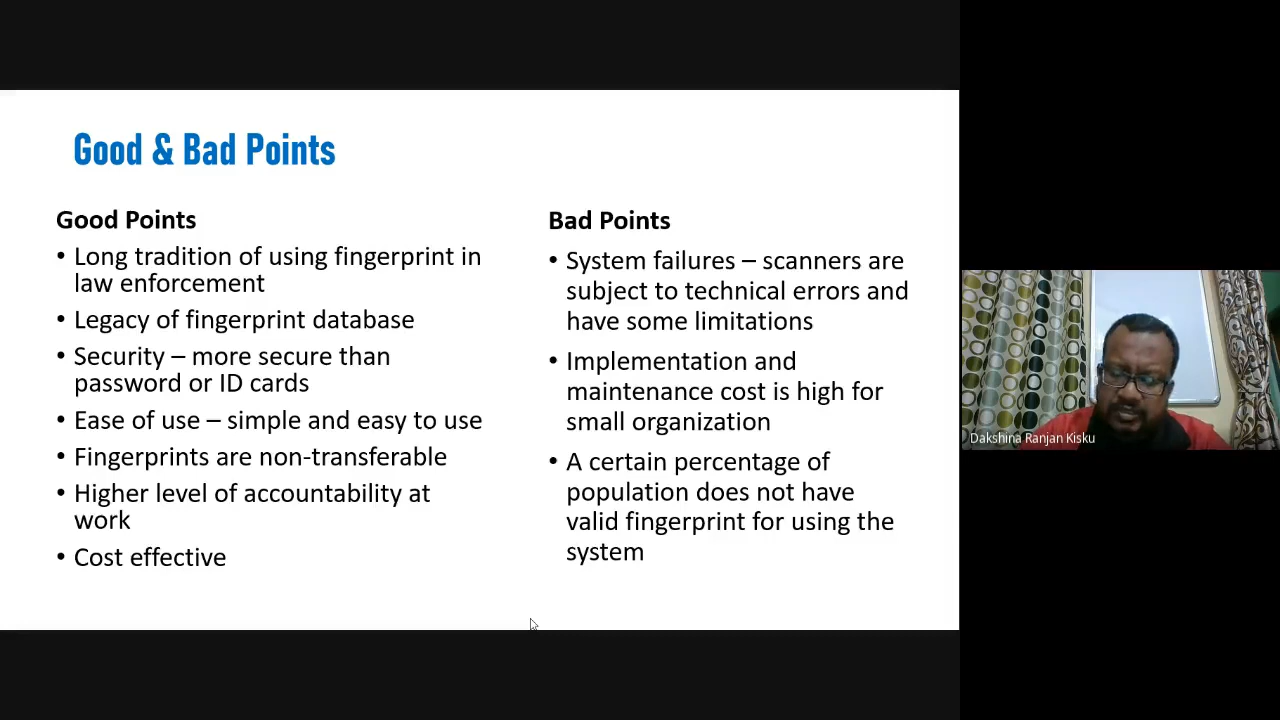 Good & Bad Points
Good Points
• Long tradition of using fingerprint in
law enforcement
• Legacy of fingerprint database
• Security – more secure than
password or ID cards
• Ease of use – simple and easy to use
• Fingerprints are non-transferable
• Higher level of accountability at
work
• Cost effective
Bad Points
• System failures – scanners are
subject to technical errors and
have some limitations
• Implementation and
maintenance cost is high for
small organization
• A certain percentage of
population does not have
valid fingerprint for using the
system
Dakshina Ranjan Kisku